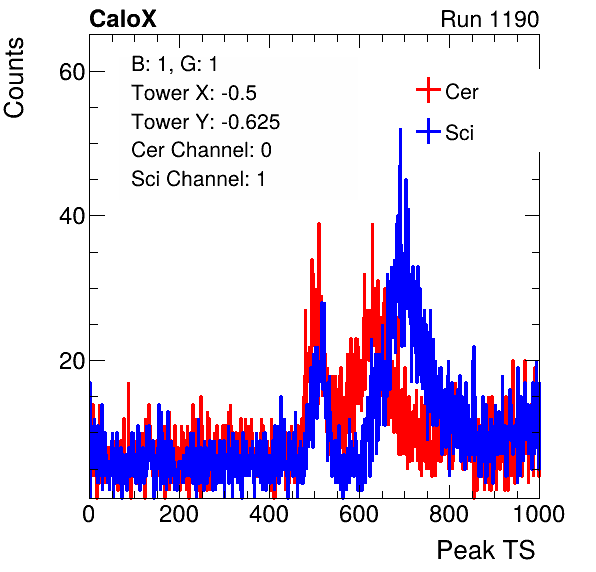 CaloX Run 1190
Counts
B: 1, G: 1
Tower X: -0.5
Tower Y: -0.625
Cer Channel: 0
Sci Channel: 1
Cer
Sci
60
40
20
0 200 400 600 800 1000
Peak TS